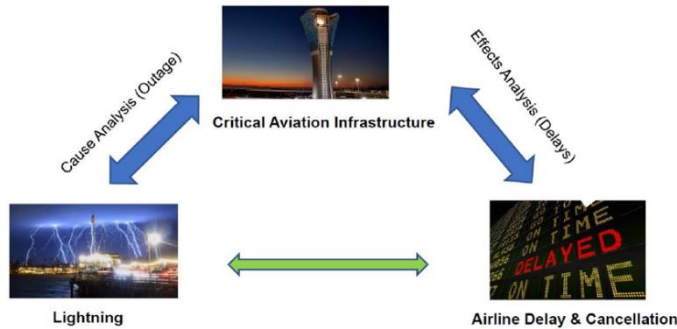 Cause Analysis (Outage)
Effects Analysis (Delays)
Critical Aviation Infrastructure
ON TIME
DELAYED
ON TIME
Lightning
Airline Delay & Cancellation